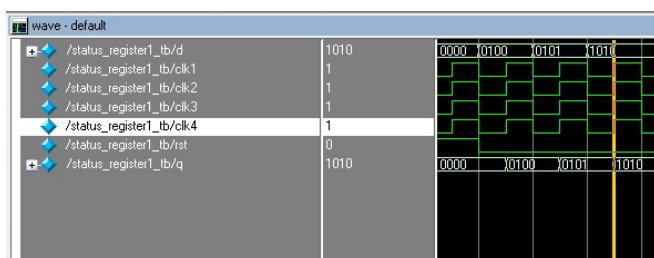 wave - default
/status_register1_tb/d 1010 0000 0100 0101 1010
/status_register1_tb/clk1 1
/status_register1_tb/clk2 1
/status_register1_tb/clk3 1
/status_register1_tb/clk4 1
/status_register1_tb/rst 0
/status_register1_tb/q 1010 0000 0100 0101 1010